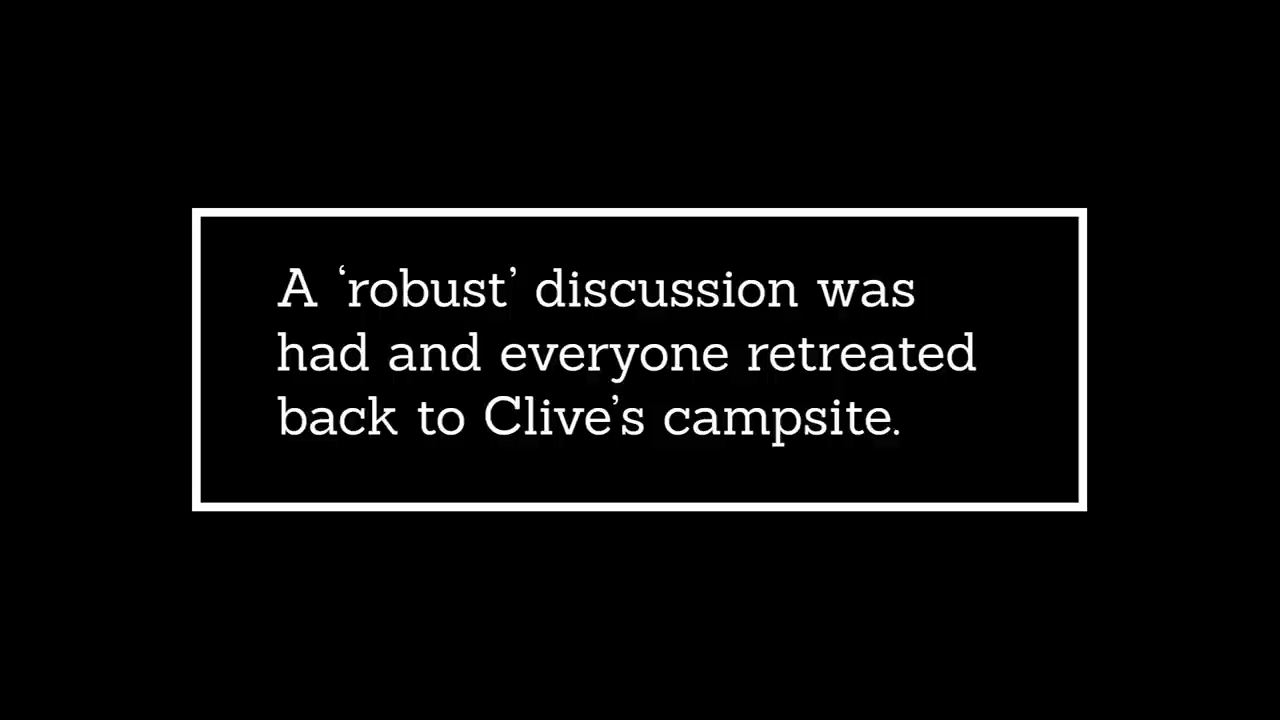 A ‘robust’ discussion was
had and everyone retreated
back to Clive’s campsite.